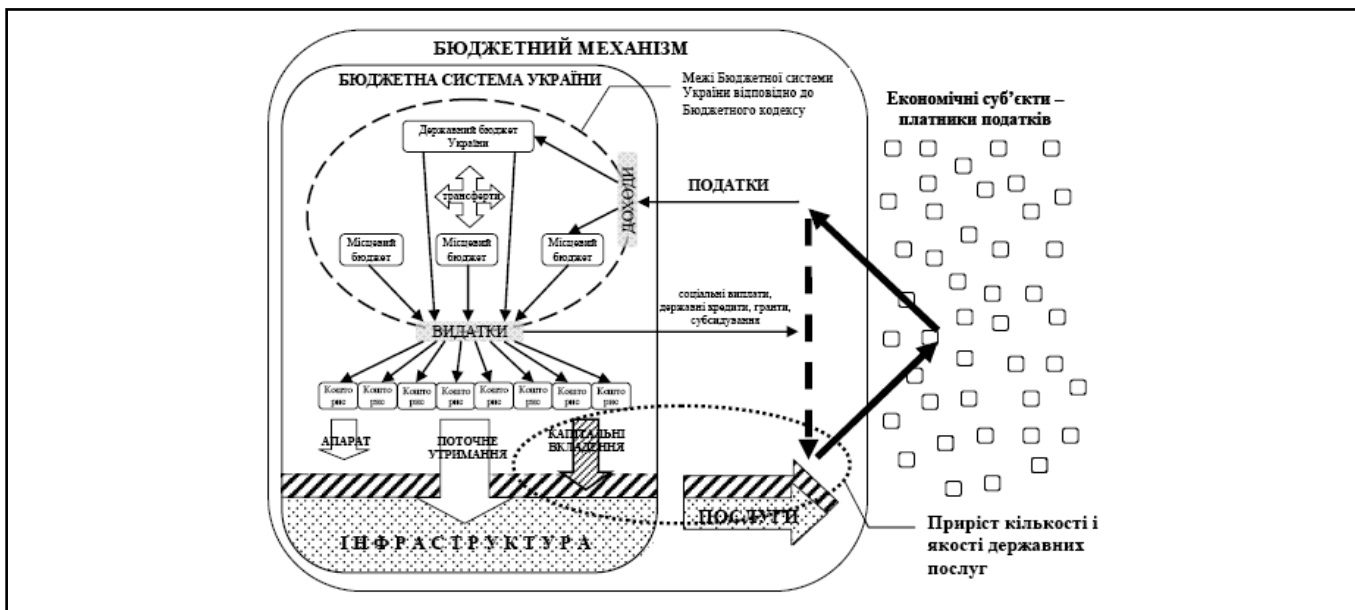 БЮДЖЕТНИЙ МЕХАНІЗМ
БЮДЖЕТНА СИСТЕМА УКРАЇНИ
Межі Бюджетної системи
України відповідно до
Бюджетного кодексу
Економічні суб’єкти –
платники податків
Державний бюджет
України
трансферти
ДОХОДИ
ПОДАТКИ
Місцевий
бюджет
Місцевий
бюджет
Місцевий
бюджет
соціальні виплати,
державні кредити, гранти,
субсидування
ВИДАТКИ
Кошто
рис
Кошто
рис
Кошто
рис
Кошто
рис
Кошто
рис
Кошто
рис
Кошто
рис
Кошто
рис
АПАРАТ
ПОТОЧНЕ
УТРИМАННЯ
КАПІТАЛЬНІ
ВКЛАДЕННЯ
ПОСЛУГИ
ІНФРАСТРУКТУРА
Приріст кількості і
якості державних
послуг